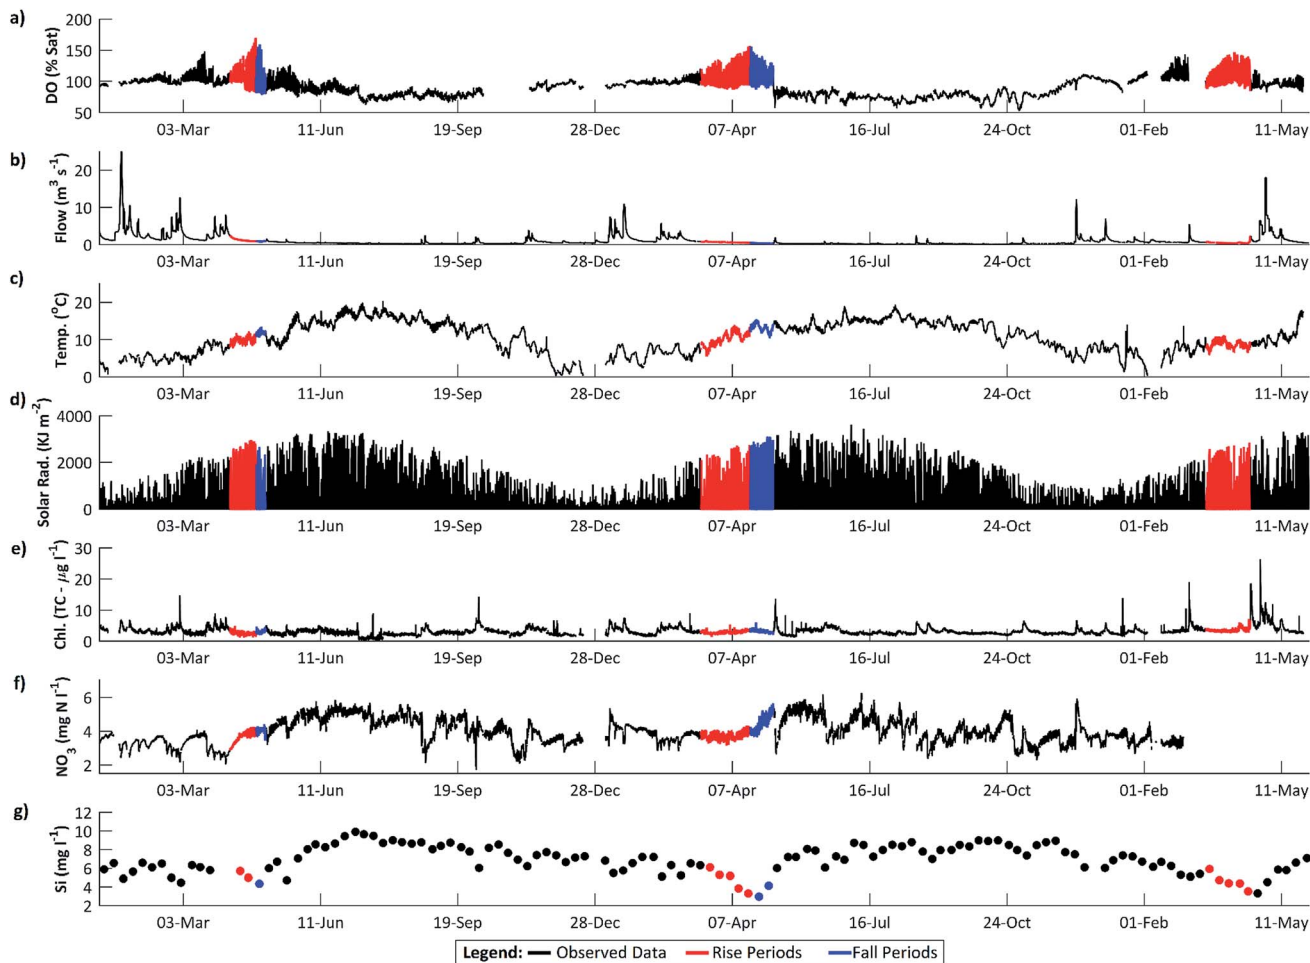 a)
DO (% Sat)
200
150
100
50
03-Mar 11-Jun 19-Sep 28-Dec 07-Apr 16-Jul 24-Oct 01-Feb 11-May
b)
Flow (m³ s⁻¹)
20
10
0
03-Mar 11-Jun 19-Sep 28-Dec 07-Apr 16-Jul 24-Oct 01-Feb 11-May
c)
Temp. (°C)
20
10
0
03-Mar 11-Jun 19-Sep 28-Dec 07-Apr 16-Jul 24-Oct 01-Feb 11-May
d)
Solar Rad. (KJ m⁻²)
4000
2000
0
03-Mar 11-Jun 19-Sep 28-Dec 07-Apr 16-Jul 24-Oct 01-Feb 11-May
e)
Chl. (TC - μg l⁻¹)
30
20
10
0
03-Mar 11-Jun 19-Sep 28-Dec 07-Apr 16-Jul 24-Oct 01-Feb 11-May
f)
NO₃ (mg N l⁻¹)
6
4
2
03-Mar 11-Jun 19-Sep 28-Dec 07-Apr 16-Jul 24-Oct 01-Feb 11-May
g)
Si (mg l⁻¹)
12
10
8
6
4
2
03-Mar 11-Jun 19-Sep 28-Dec 07-Apr 16-Jul 24-Oct 01-Feb 11-May
Legend: Observed Data Rise Periods Fall Periods